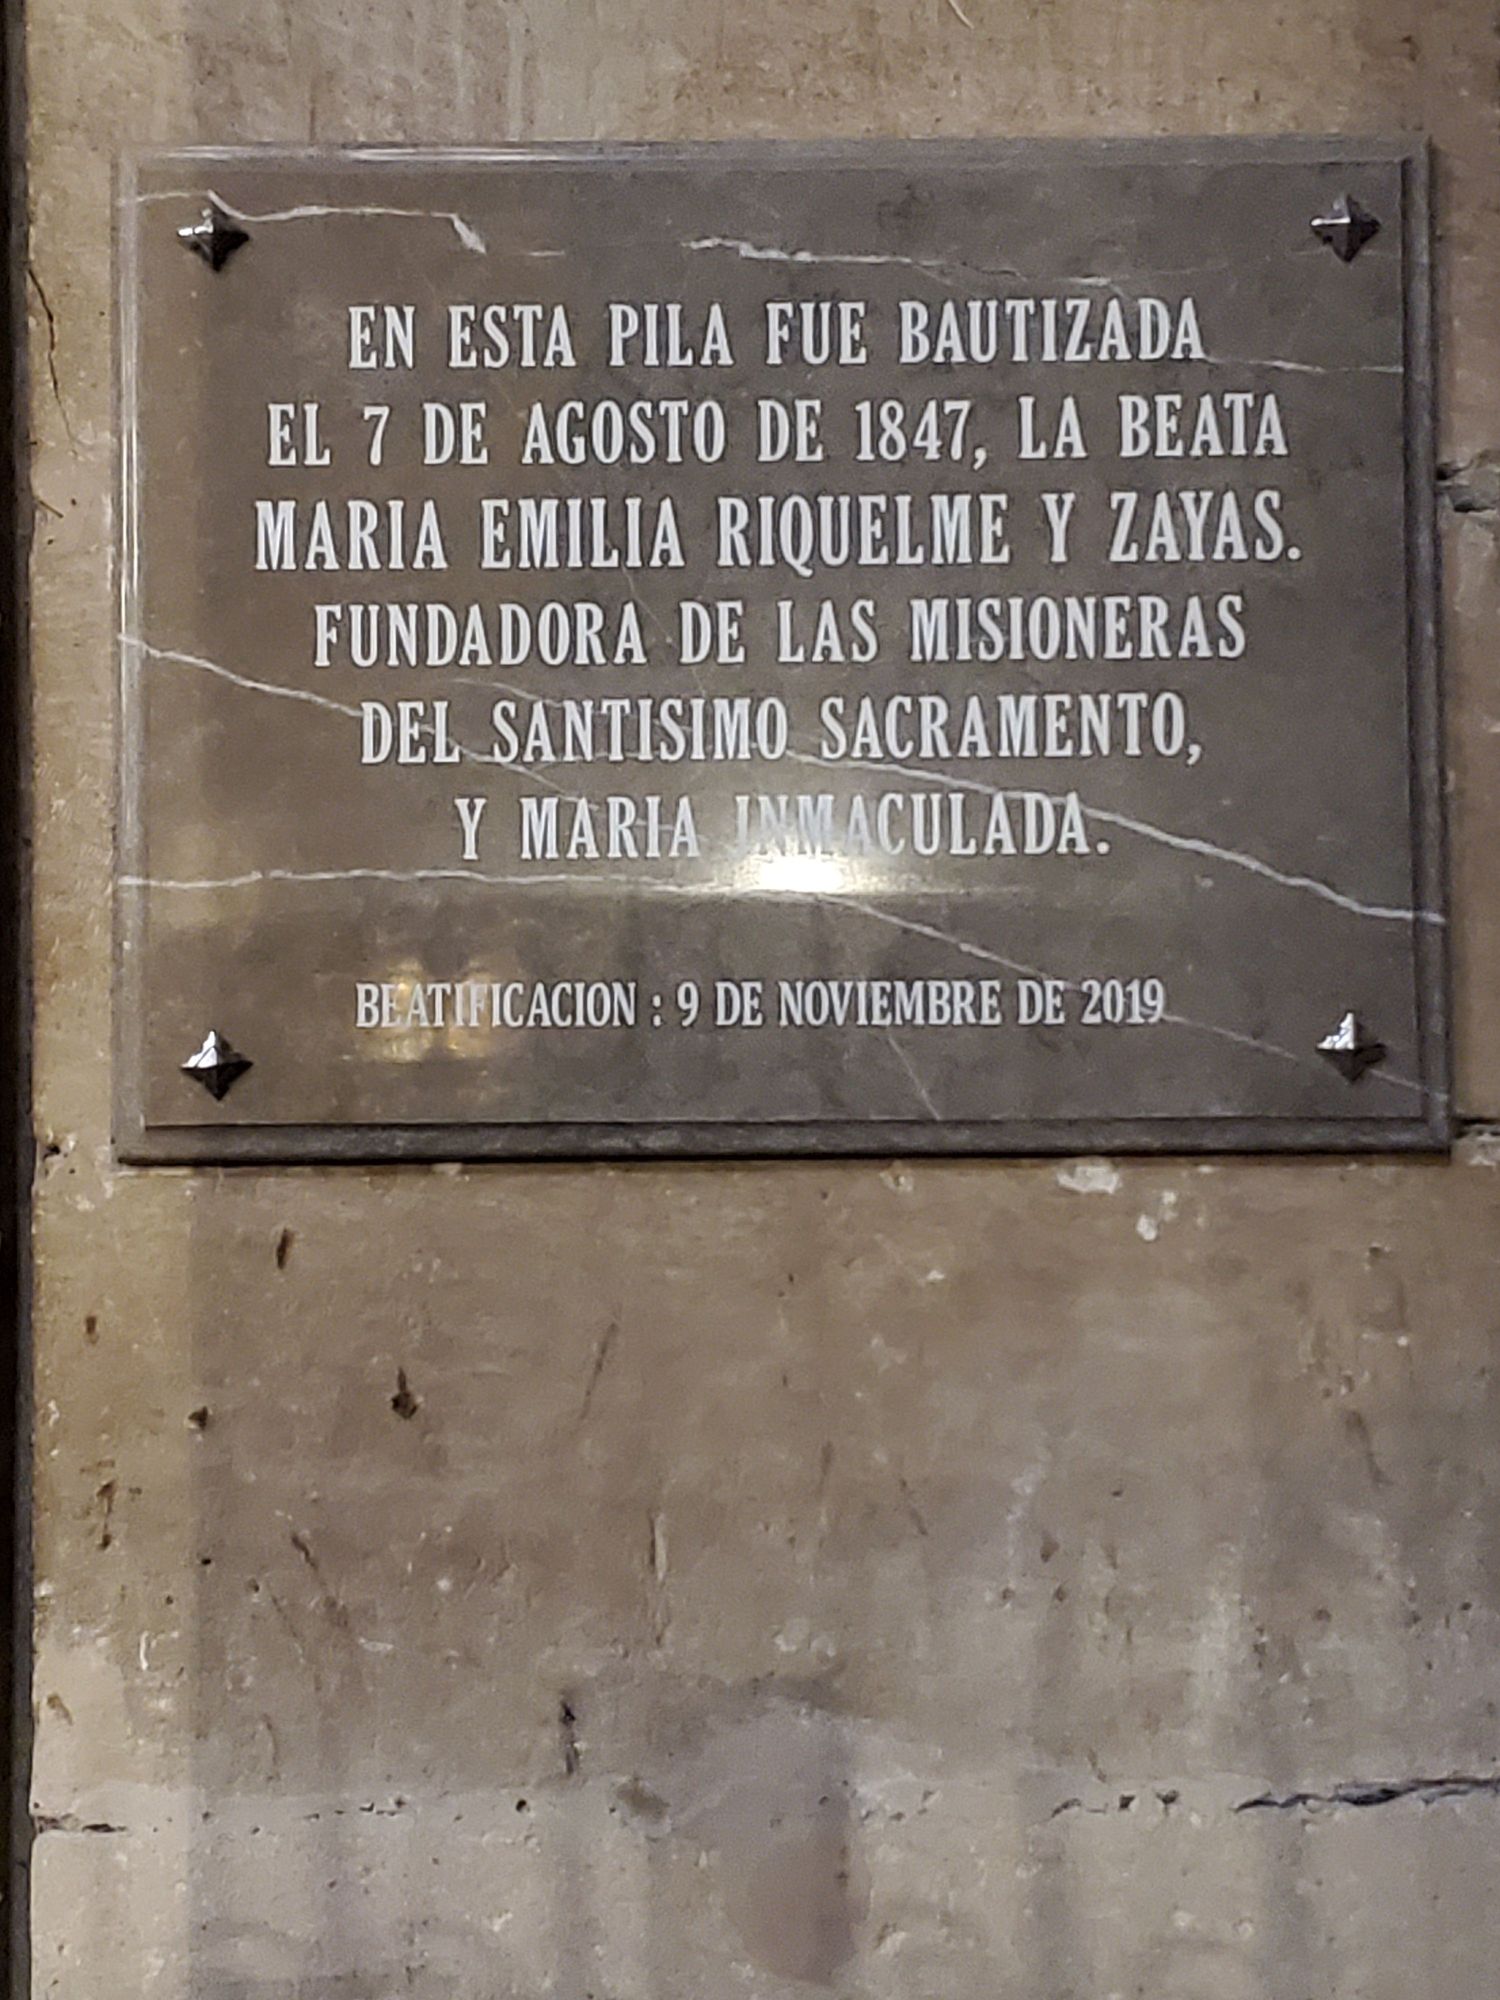 EN ESTA PILA FUE BAUTIZADA
EL 7 DE AGOSTO DE 1847, LA BEATA
MARIA EMILIA RIQUELME Y ZAYAS.
FUNDADORA DE LAS MISIONERAS
DEL SANTISIMO SACRAMENTO,
Y MARIA INMACULADA.
BEATIFICACION : 9 DE NOVIEMBRE DE 2019